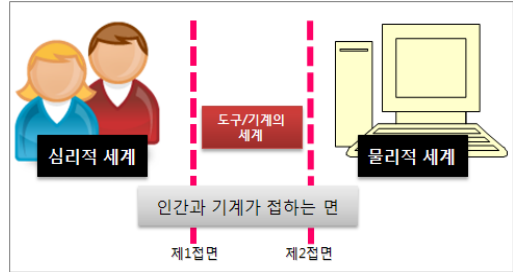 도구/기계의
세계
심리적 세계
물리적 세계
인간과 기계가 접하는 면
제1접면
제2접면